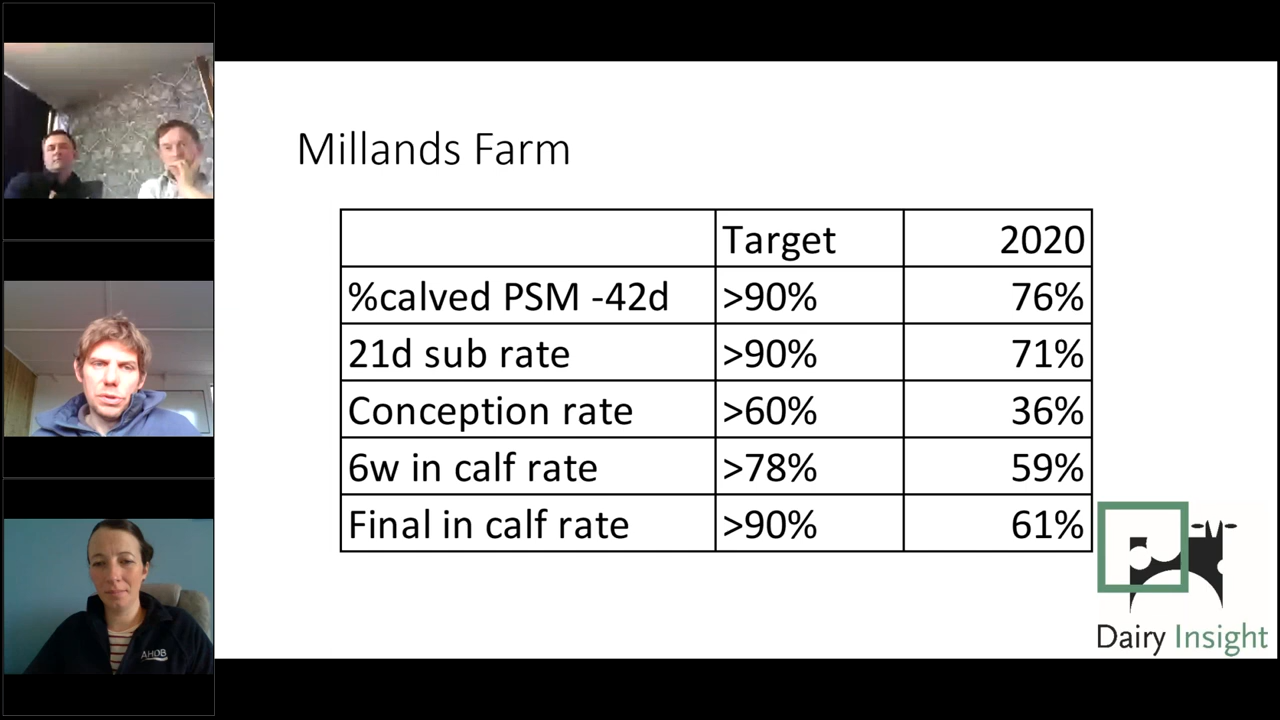 Millands Farm
Target 2020
%calved PSM -42d >90% 76%
21d sub rate >90% 71%
Conception rate >60% 36%
6w in calf rate >78% 59%
Final in calf rate >90% 61%
Dairy Insight
AHDB